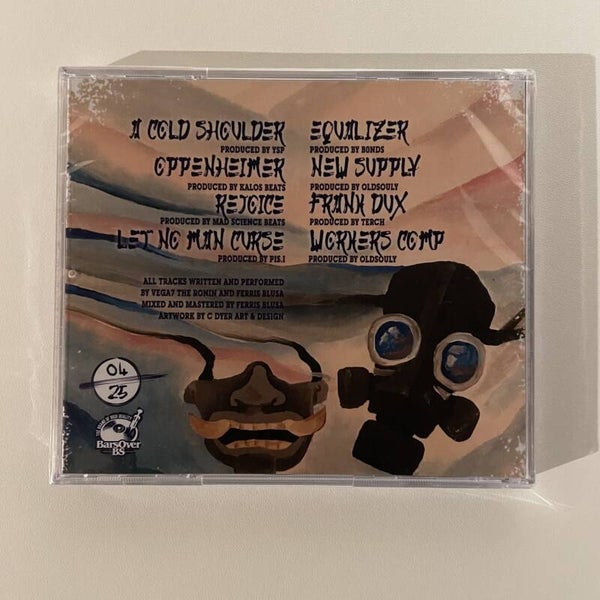 A COLD SHOULDER
PRODUCED BY YSP
OPPENHEIMER
PRODUCED BY KALOS BEATS
REJOICE
PRODUCED BY MAD SCIENCE BEATS
LET NO MAN CURSE
PRODUCED BY PIS.I
EQUALIZER
PRODUCED BY BONDS
NEW SUPPLY
PRODUCED BY OLDSOULY
FRANK DUX
PRODUCED BY TERCH
WORKERS COMP
PRODUCED BY OLDSOULY
ALL TRACKS WRITTEN AND PERFORMED
BY VEGA7 THE RONIN AND FERRIS BLUSA
MIXED AND MASTERED BY FERRIS BLUSA
ARTWORK BY C DYER ART & DESIGN
04
25
BarsOver
BS